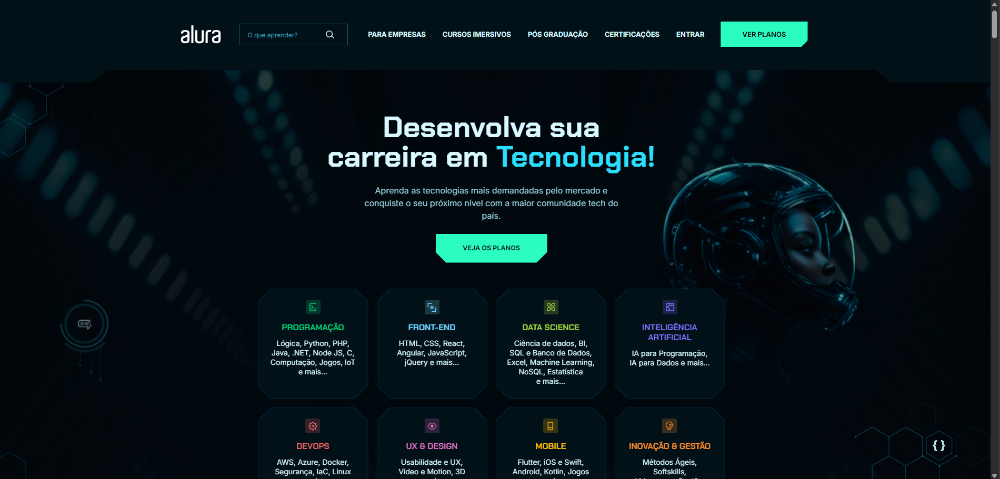 alura
O que aprender?
PARA EMPRESAS
CURSOS IMERSIVOS
PÓS GRADUAÇÃO
CERTIFICAÇÕES
ENTRAR
VER PLANOS
Desenvolva sua
carreira em Tecnologia!
Aprenda as tecnologias mais demandadas pelo mercado e
conquiste o seu próximo nível com a maior comunidade tech do
país.
VEJA OS PLANOS
PROGRAMAÇÃO
Lógica, Python, PHP,
Java, .NET, Node JS, C,
Computação, Jogos, IoT
e mais...
FRONT-END
HTML, CSS, React,
Angular, JavaScript,
jQuery e mais...
DATA SCIENCE
Ciência de dados, BI,
SQL e Banco de Dados,
Excel, Machine Learning,
NoSQL, Estatística
e mais...
INTELIGÊNCIA
ARTIFICIAL
IA para Programação,
IA para Dados e mais...
DEVOPS
AWS, Azure, Docker,
Segurança, IaC, Linux
UX & DESIGN
Usabilidade e UX,
Vídeo e Motion, 3D
MOBILE
Flutter, iOS e Swift,
Android, Kotlin, Jogos
INOVAÇÃO & GESTÃO
Métodos Ágeis,
Softskills,
{ }